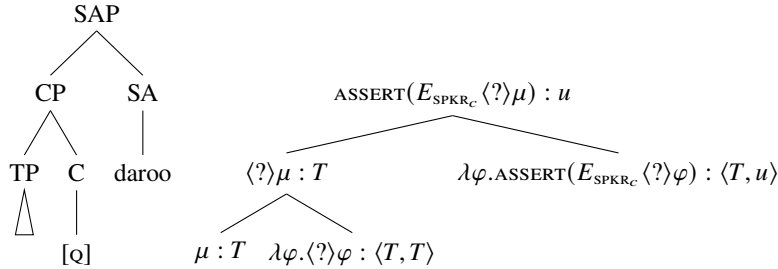 SAP
CP SA ASSERT(E_SPKR_C ⟨?⟩μ) : u
TP C daroo ⟨?⟩μ : T λφ.ASSERT(E_SPKR_C ⟨?⟩φ) : ⟨T, u⟩
[Q] μ : T λφ.⟨?⟩φ : ⟨T, T⟩